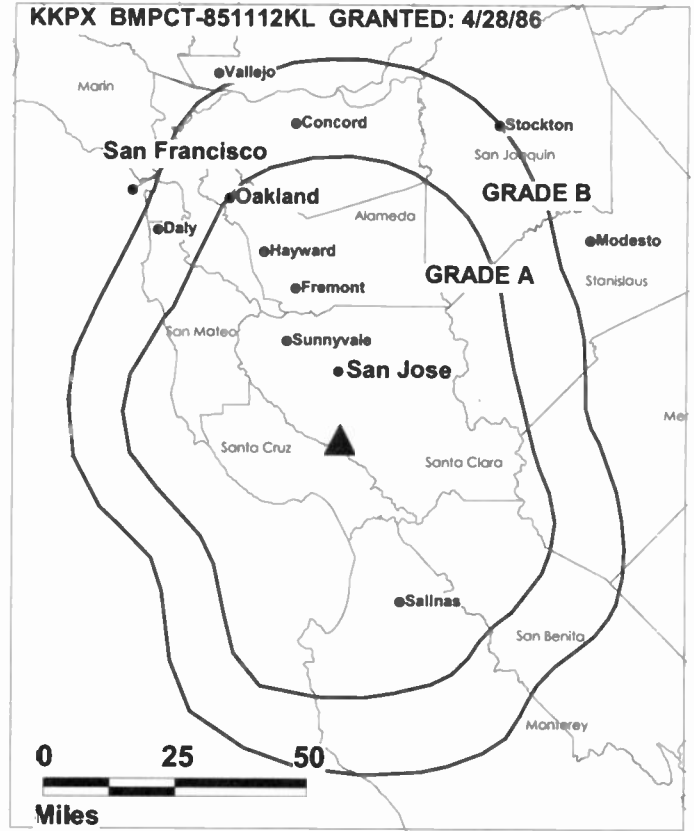 KKPX BMPCT-851112KL GRANTED: 4/28/86
Vallejo
Marin
Concord
Stockton
San Francisco
San Joaquin
GRADE B
Oakland
Alameda
Daly
Modesto
Hayward
GRADE A
Stanislaus
Fremont
San Mateo
Sunnyvale
San Jose
Mer
Santa Cruz
Santa Clara
Salinas
San Benita
Monterey
0 25 50
Miles